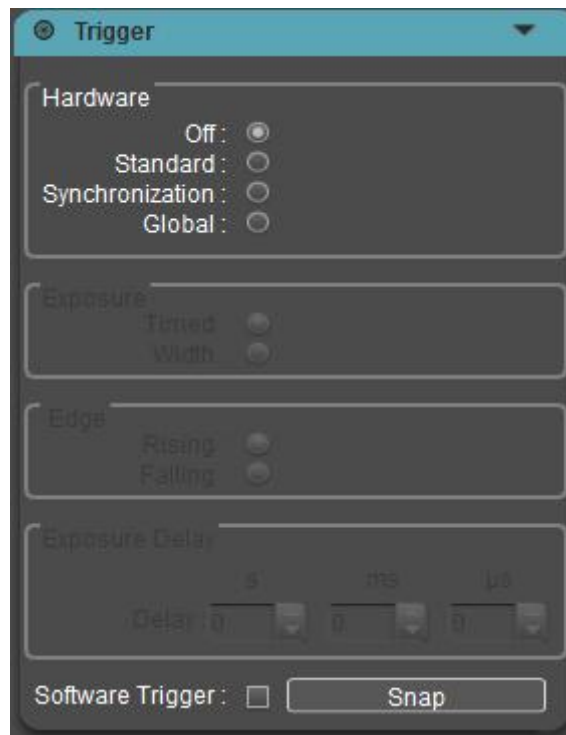 Trigger
Hardware
Off :
Standard :
Synchronization :
Global :
Exposure
Timed
Width
Edge
Rising
Falling
Exposure Delay
s ms µs
Delay : 0 0 0
Software Trigger : Snap